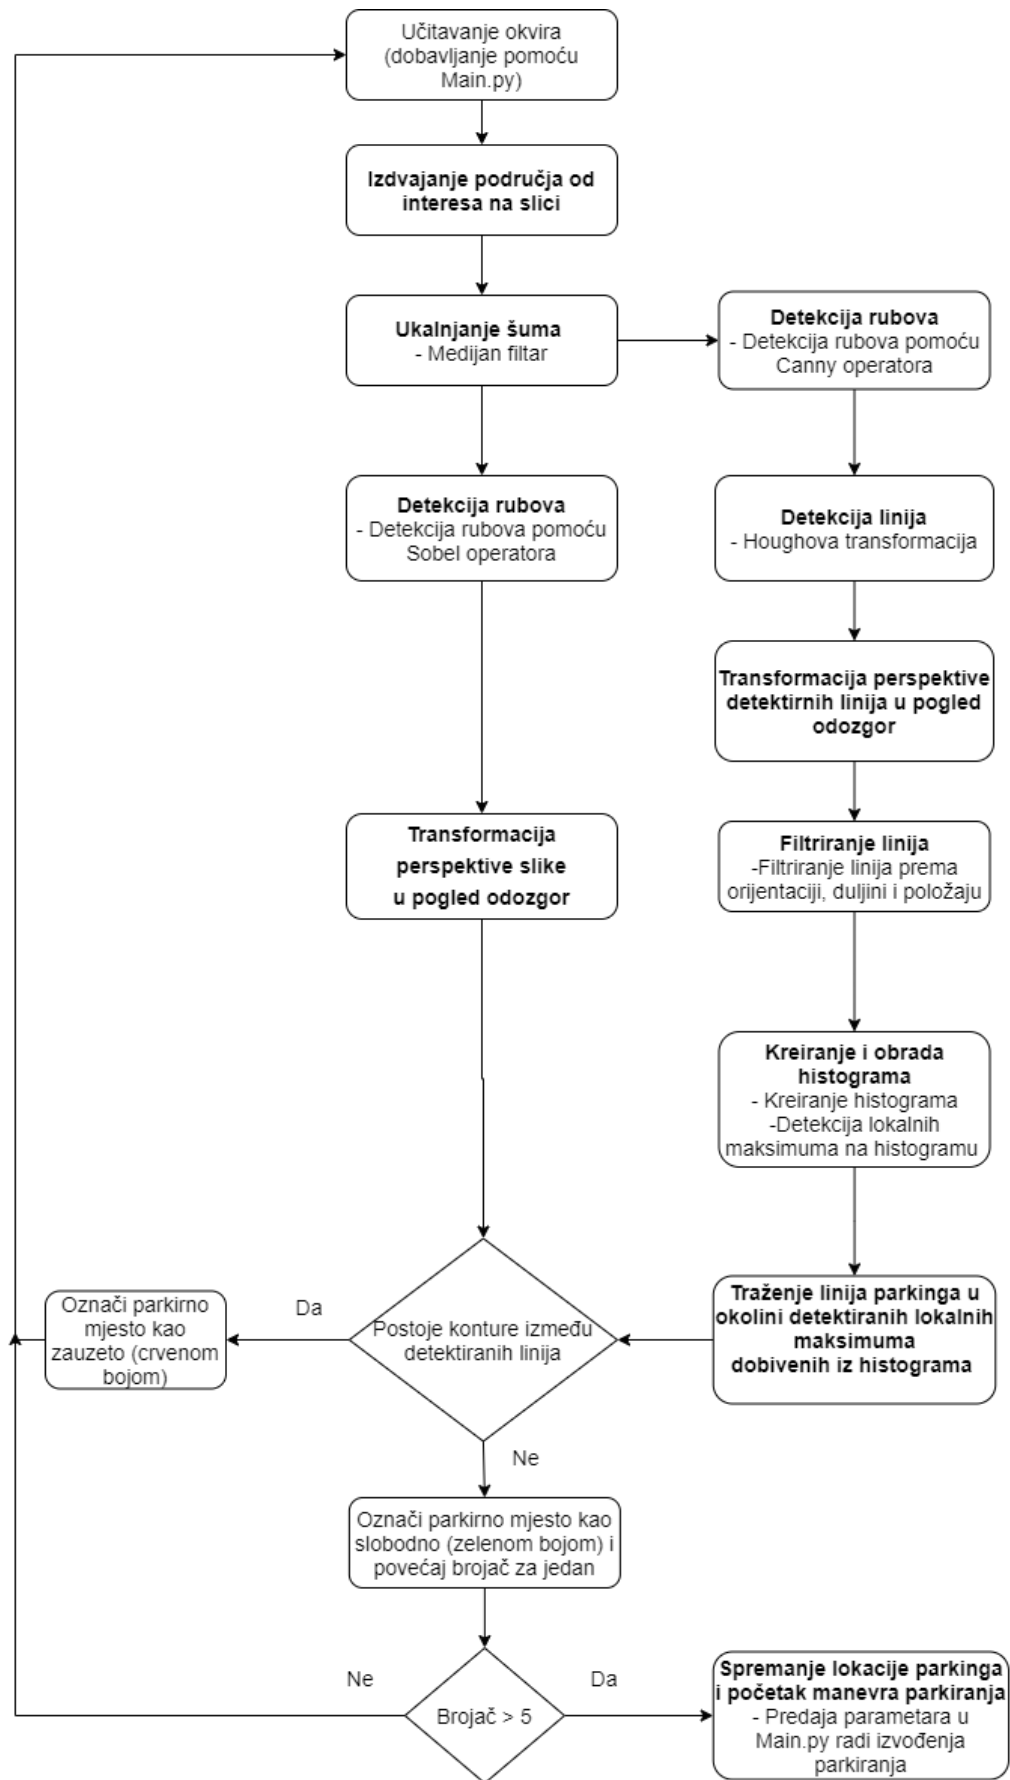 Učitavanje okvira
(dobavljanje pomoću
Main.py)
Izdvajanje područja od
interesa na slici
Ukalnjanje šuma
- Medijan filtar
Detekcija rubova
- Detekcija rubova pomoću
Canny operatora
Detekcija rubova
- Detekcija rubova pomoću
Sobel operatora
Detekcija linija
- Houghova transformacija
Transformacija perspektive
detektirnih linija u pogled
odozgor
Transformacija
perspektive slike
u pogled odozgor
Filtriranje linija
-Filtriranje linija prema
orijentaciji, duljini i položaju
Kreiranje i obrada
histograma
- Kreiranje histograma
-Detekcija lokalnih
maksimuma na histogramu
Traženje linija parkinga u
okolini detektiranih lokalnih
maksimuma
dobivenih iz histograma
Postoje konture između
detektiranih linija
Da
Označi parkirno
mjesto kao
zauzeto (crvenom
bojom)
Ne
Označi parkirno mjesto kao
slobodno (zelenom bojom) i
povećaj brojač za jedan
Ne
Brojač > 5
Da
Spremanje lokacije parkinga
i početak manevra parkiranja
- Predaja parametara u
Main.py radi izvođenja
parkiranja